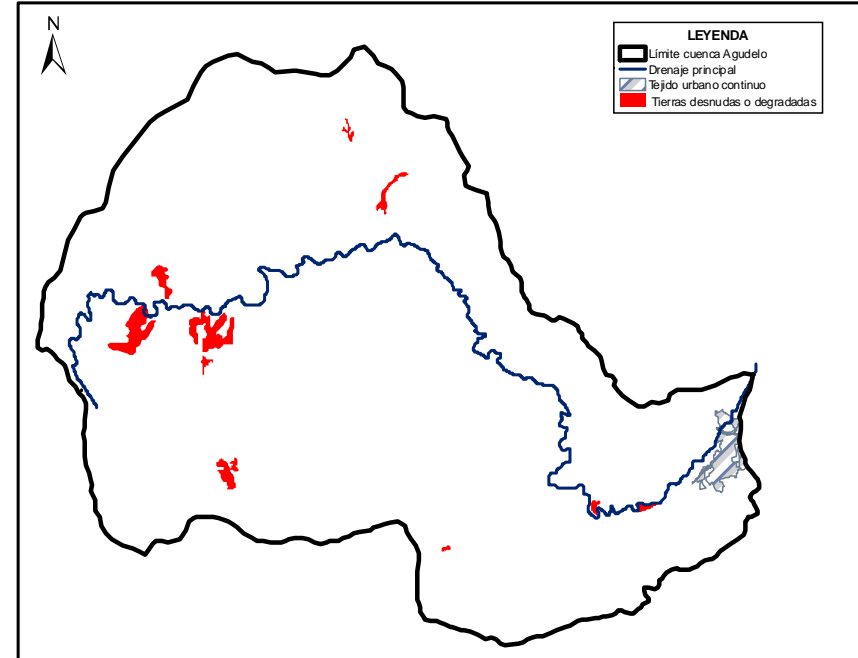 N
LEYENDA
Límite cuenca Agudelo
Drenaje principal
Tejido urbano continuo
Tierras desnudas o degradadas